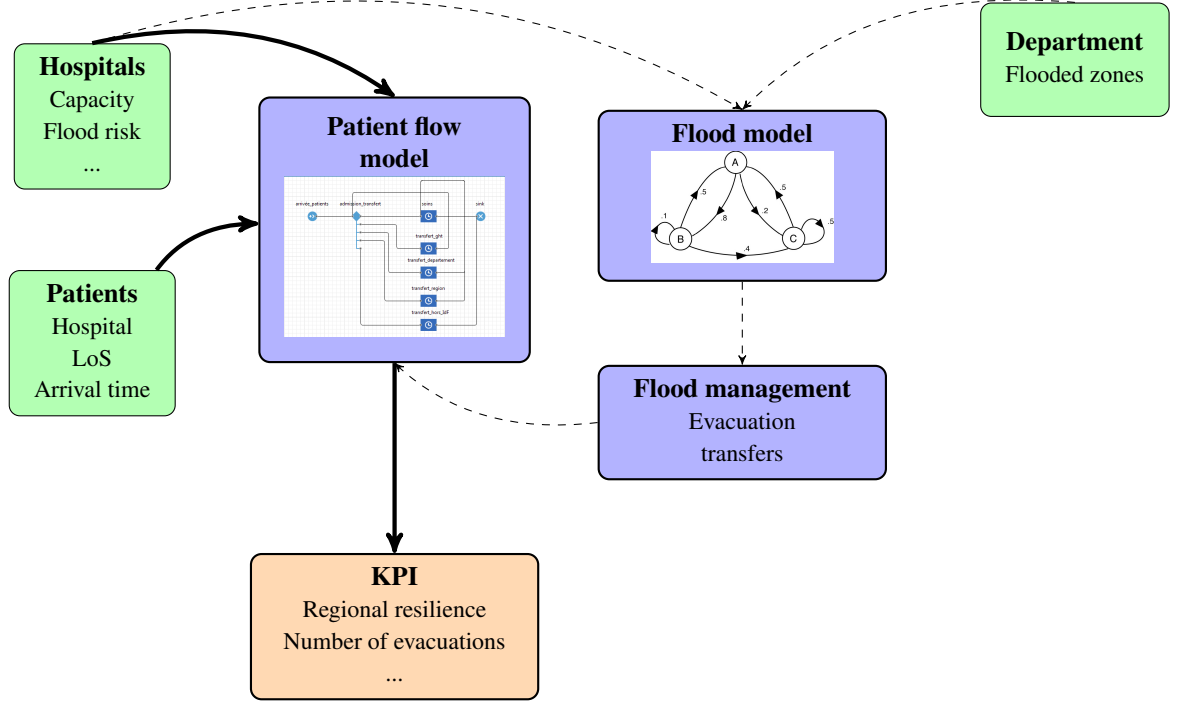 Hospitals
Capacity
Flood risk
...
Department
Flooded zones
Patient flow
model
arrivée_patients
admission_transfert
soins
sink
transfert_ght
transfert_departement
transfert_region
transfert_hors_IdF
Flood model
A
.5
.5
.8
.2
.1
B
C
.5
.4
Patients
Hospital
LoS
Arrival time
Flood management
Evacuation
transfers
KPI
Regional resilience
Number of evacuations
...